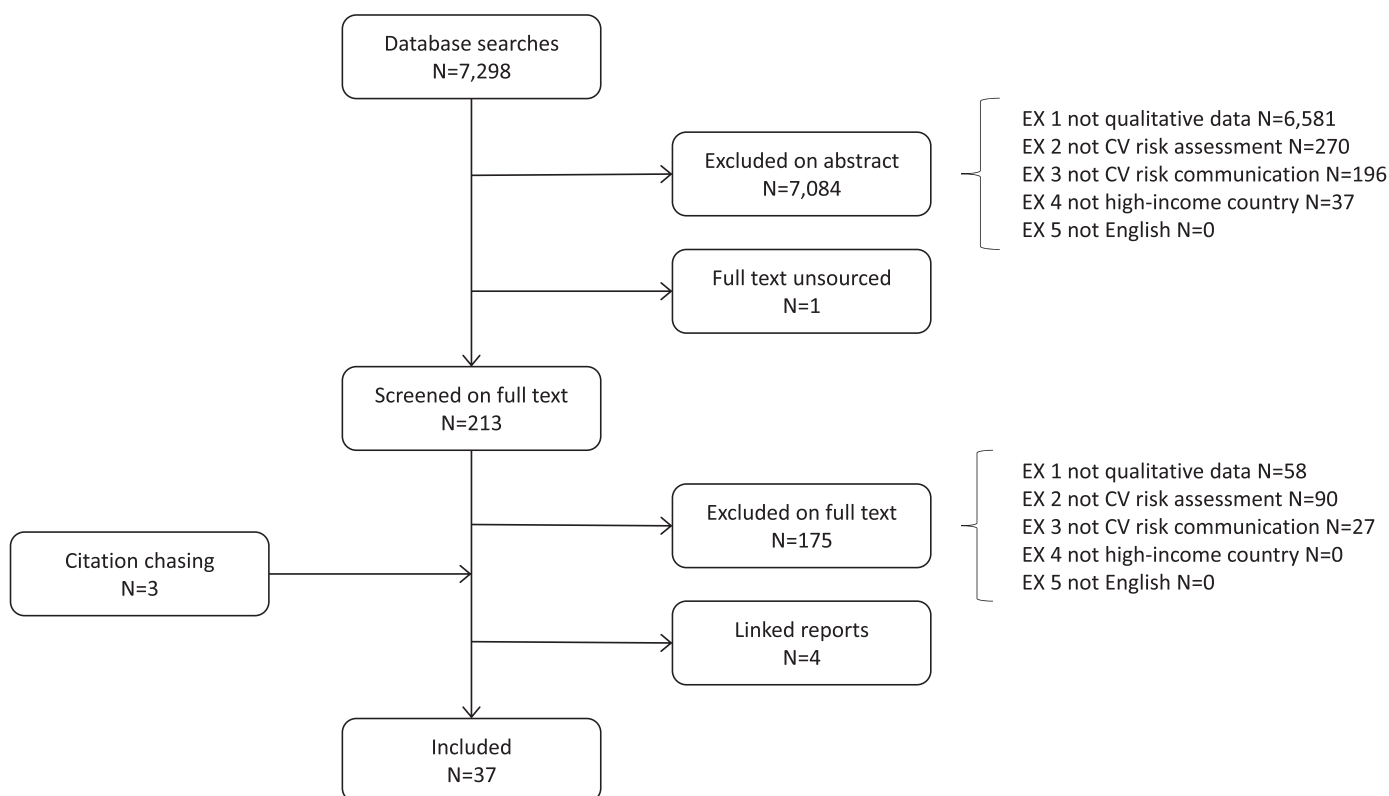 Database searches
N=7,298
Excluded on abstract
N=7,084
EX 1 not qualitative data N=6,581
EX 2 not CV risk assessment N=270
EX 3 not CV risk communication N=196
EX 4 not high-income country N=37
EX 5 not English N=0
Full text unsourced
N=1
Screened on full text
N=213
Excluded on full text
N=175
EX 1 not qualitative data N=58
EX 2 not CV risk assessment N=90
EX 3 not CV risk communication N=27
EX 4 not high-income country N=0
EX 5 not English N=0
Citation chasing
N=3
Linked reports
N=4
Included
N=37